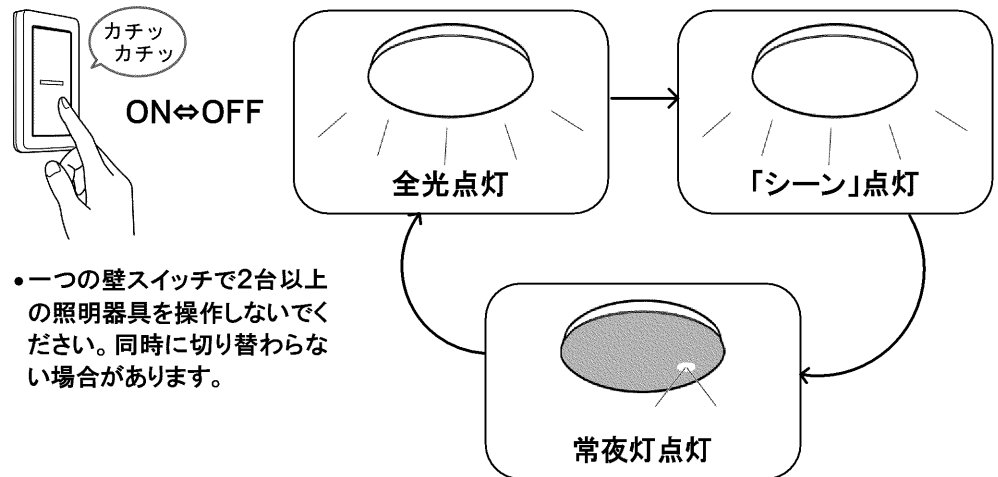 カチッ
カチッ
ON⇔OFF
全光点灯
「シーン」点灯
•一つの壁スイッチで2台以上
の照明器具を操作しないでく
ださい。同時に切り替わらな
い場合があります。
常夜灯点灯